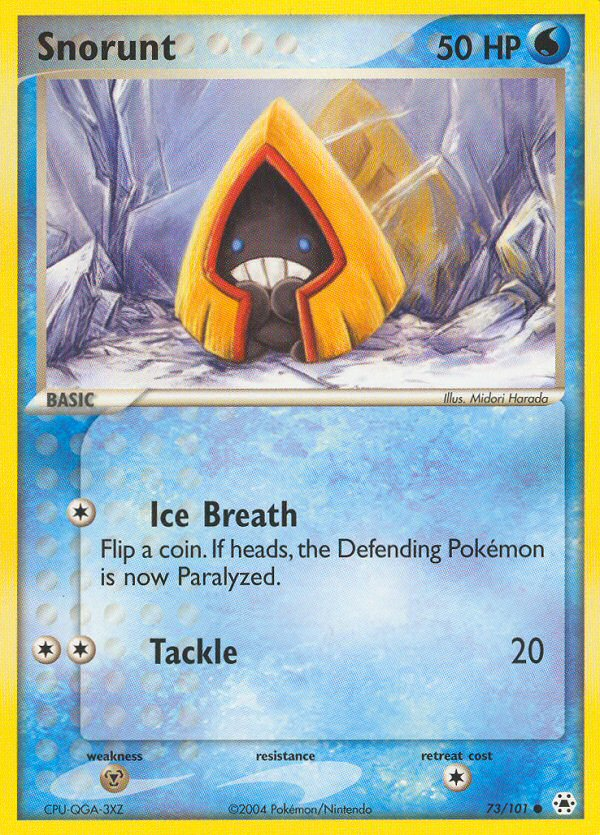 Snorunt 50 HP
BASIC
Illus. Midori Harada
Ice Breath
Flip a coin. If heads, the Defending Pokémon
is now Paralyzed.
Tackle 20
weakness resistance retreat cost
CPU-QGA-3XZ ©2004 Pokémon/Nintendo 73/101